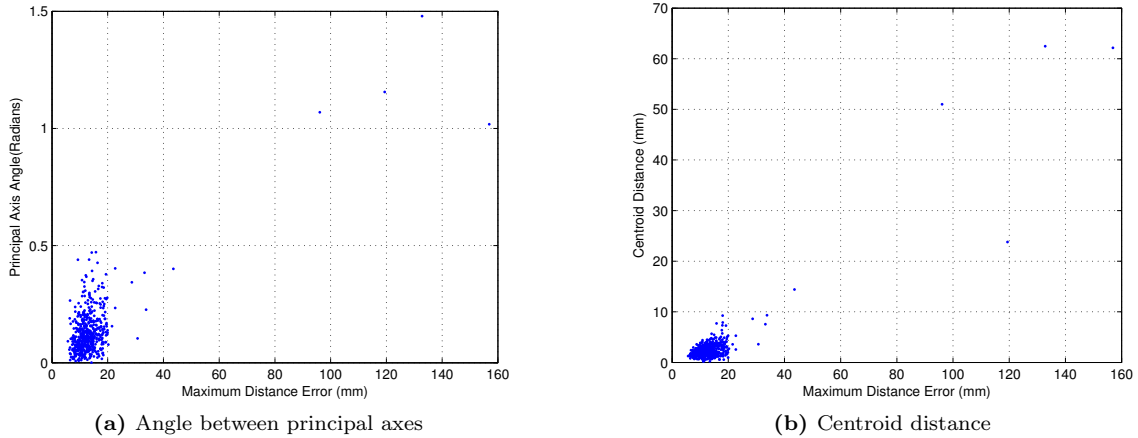 1.5
1
0.5
0
0 20 40 60 80 100 120 140 160
Principal Axis Angle(Radians)
Maximum Distance Error (mm)
(a) Angle between principal axes
70
60
50
40
30
20
10
0
0 20 40 60 80 100 120 140 160
Centroid Distance (mm)
Maximum Distance Error (mm)
(b) Centroid distance